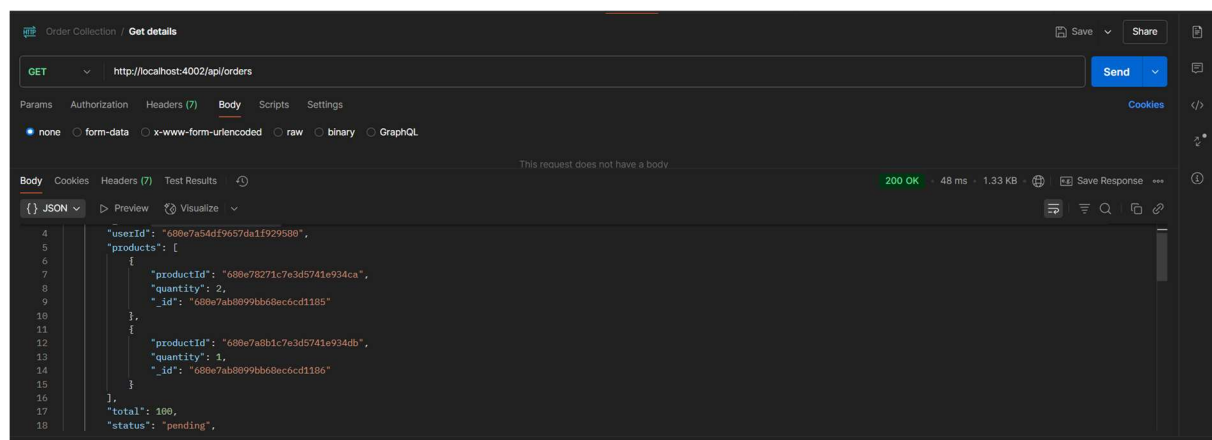 HTTP Order Collection / Get details Save Share
GET http://localhost:4002/api/orders Send
Params Authorization Headers (7) Body Scripts Settings Cookies
none form-data x-www-form-urlencoded raw binary GraphQL
This request does not have a body
Body Cookies Headers (7) Test Results 200 OK 48 ms 1.33 KB Save Response
{} JSON Preview Visualize
4 "userId": "680e7a54df9657da1f929580",
5 "products": [
6 {
7 "productId": "680e78271c7e3d5741e934ca",
8 "quantity": 2,
9 "_id": "680e7ab8099bb68ec6cd1185"
10 },
11 {
12 "productId": "680e7a8b1c7e3d5741e934db",
13 "quantity": 1,
14 "_id": "680e7ab8099bb68ec6cd1186"
15 }
16 ],
17 "total": 100,
18 "status": "pending",